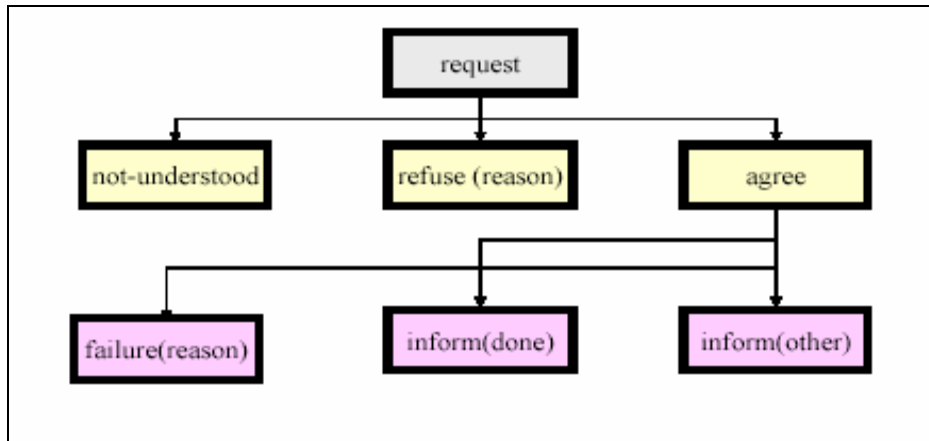 request
not-understood
refuse (reason)
agree
failure(reason)
inform(done)
inform(other)